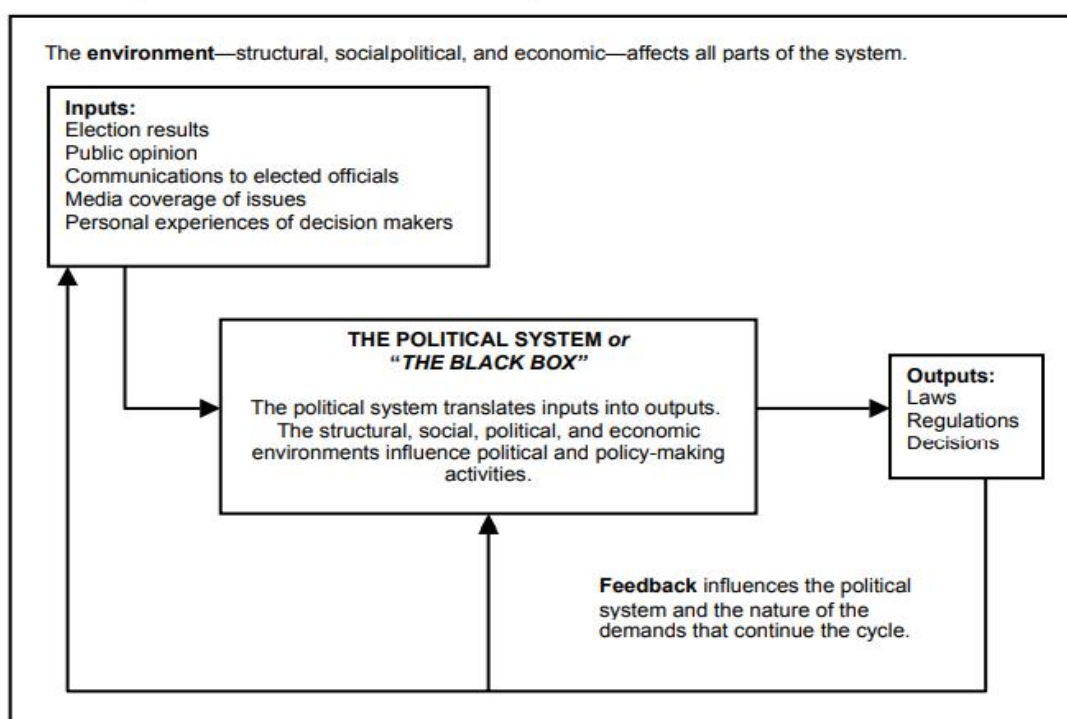 The environment—structural, socialpolitical, and economic—affects all parts of the system.
Inputs:
Election results
Public opinion
Communications to elected officials
Media coverage of issues
Personal experiences of decision makers
THE POLITICAL SYSTEM or
“THE BLACK BOX”
The political system translates inputs into outputs.
The structural, social, political, and economic
environments influence political and policy-making
activities.
Outputs:
Laws
Regulations
Decisions
Feedback influences the political
system and the nature of the
demands that continue the cycle.